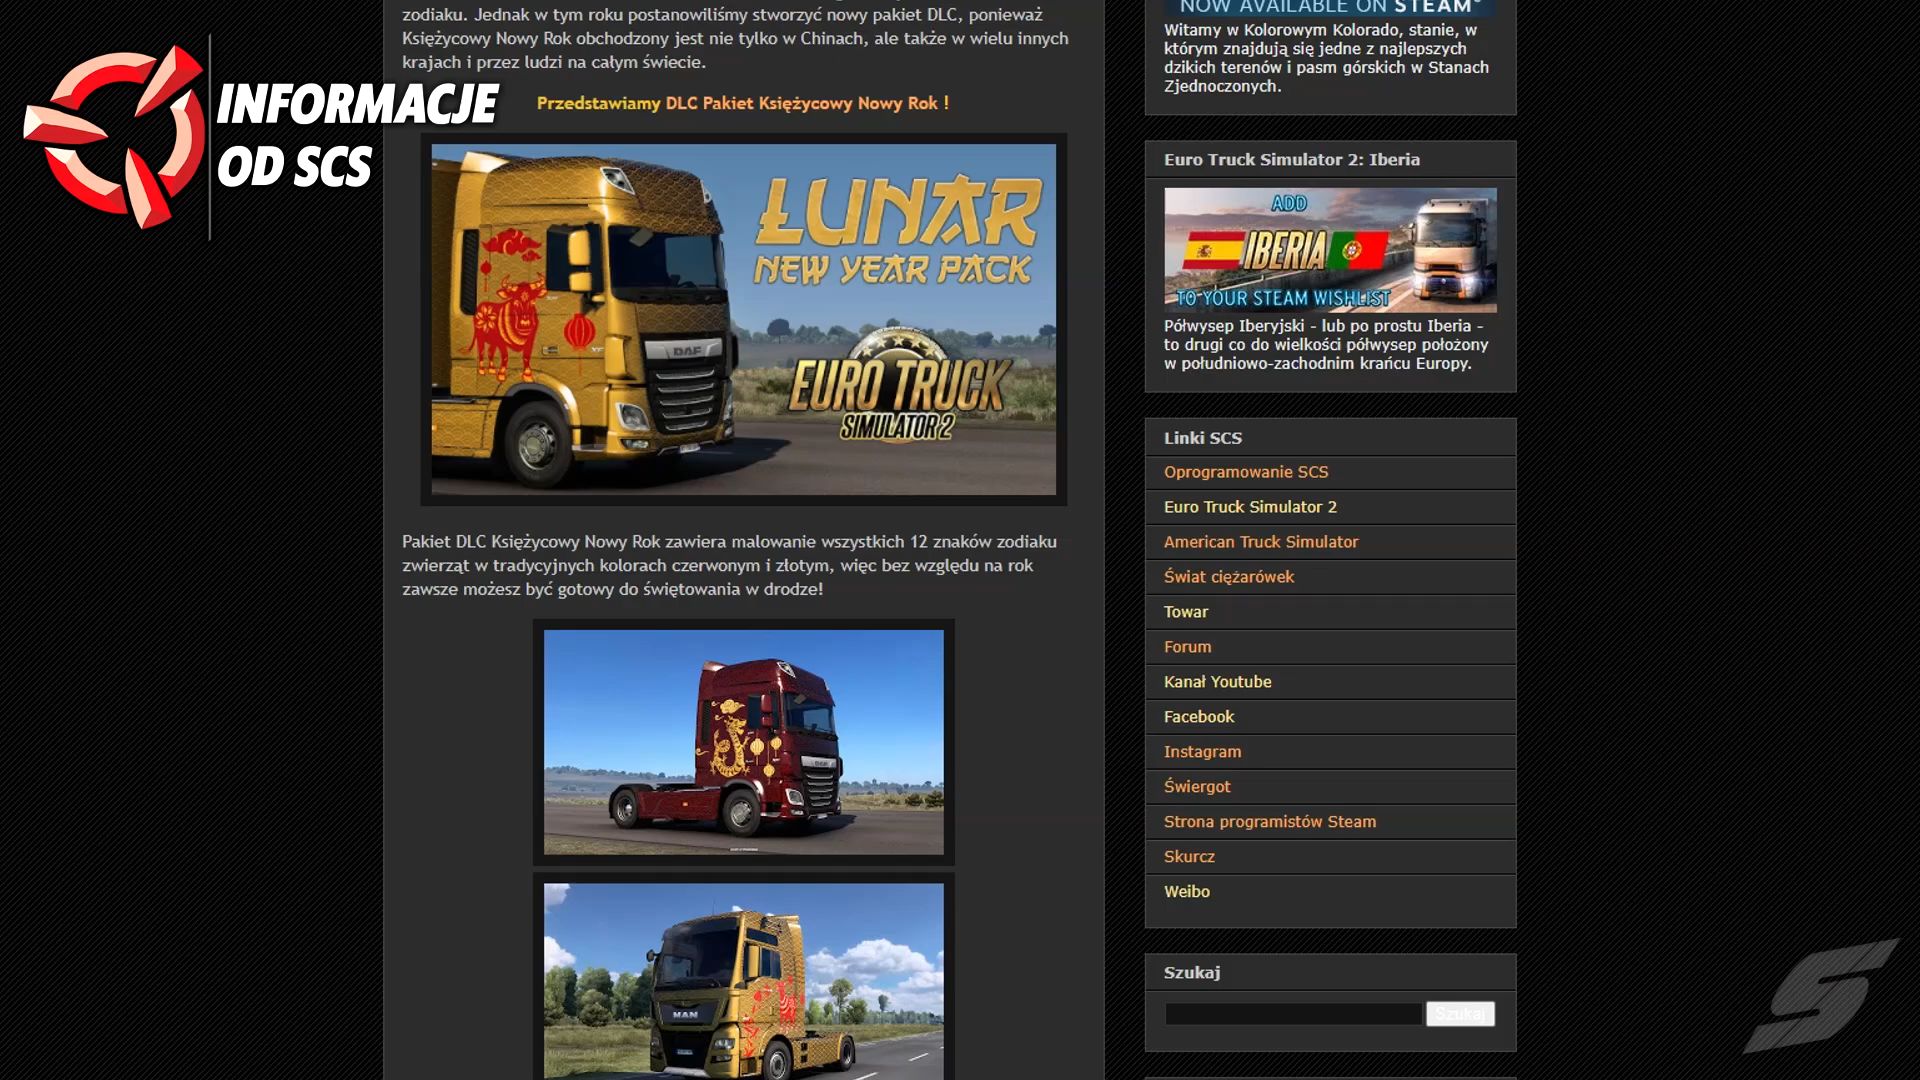 INFORMACJE
OD SCS
zodiaku. Jednak w tym roku postanowiliśmy stworzyć nowy pakiet DLC, ponieważ
Księżycowy Nowy Rok obchodzony jest nie tylko w Chinach, ale także w wielu innych
krajach i przez ludzi na całym świecie.
Przedstawiamy DLC Pakiet Księżycowy Nowy Rok !
LUNAR
NEW YEAR PACK
DAF
EURO TRUCK
SIMULATOR 2
Pakiet DLC Księżycowy Nowy Rok zawiera malowanie wszystkich 12 znaków zodiaku
zwierząt w tradycyjnych kolorach czerwonym i złotym, więc bez względu na rok
zawsze możesz być gotowy do świętowania w drodze!
DAF
MAN
NOW AVAILABLE ON STEAM
Witamy w Kolorowym Kolorado, stanie, w
którym znajdują się jedne z najlepszych
dzikich terenów i pasm górskich w Stanach
Zjednoczonych.
Euro Truck Simulator 2: Iberia
ADD
IBERIA
TO YOUR STEAM WISHLIST
Półwysep Iberyjski - lub po prostu Iberia -
to drugi co do wielkości półwysep położony
w południowo-zachodnim krańcu Europy.
Linki SCS
Oprogramowanie SCS
Euro Truck Simulator 2
American Truck Simulator
Świat ciężarówek
Towar
Forum
Kanał Youtube
Facebook
Instagram
Świergot
Strona programistów Steam
Skurcz
Weibo
Szukaj
Szukaj